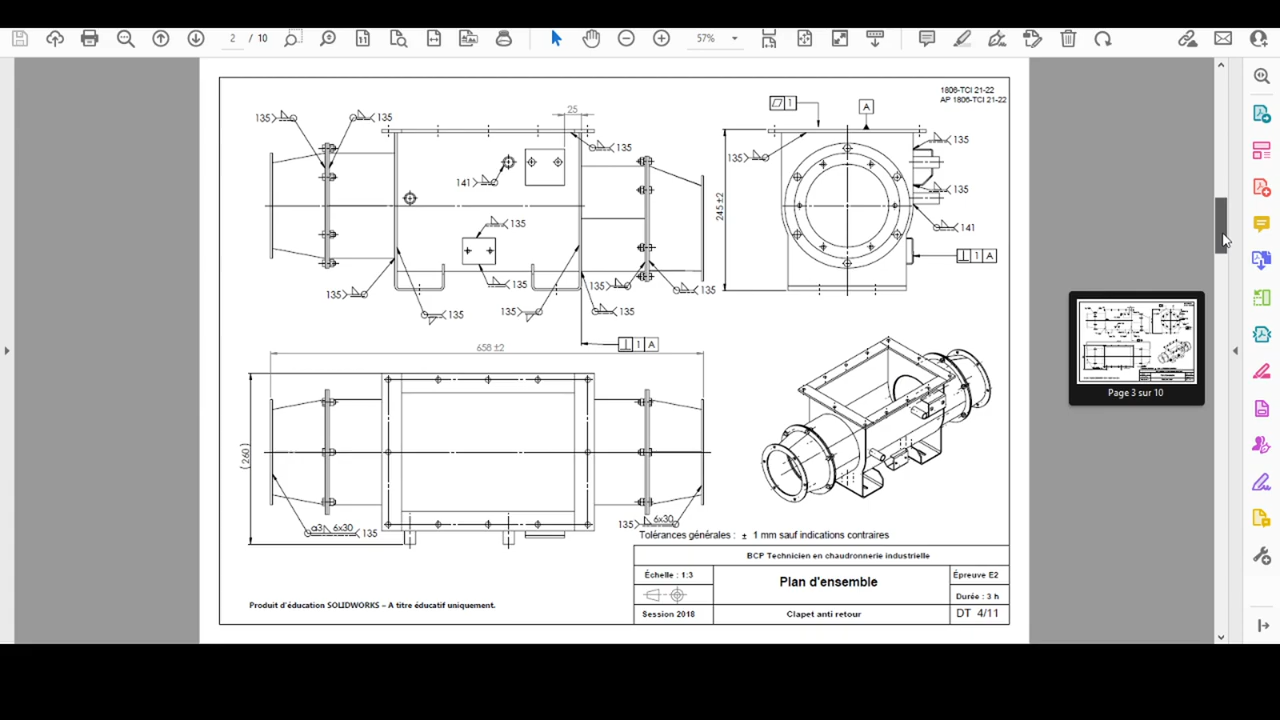 2 / 10
57%
1806-TCI 21-22
AP 1806-TCI 21-22
135
135
25
135
141
135
135
135
135
135
135
135
135
1 A
1
A
135
135
135
141
245 ±2
1 A
658 ±2
(260)
a3 6x30 135
135 6x30
Tolérances générales : ± 1 mm sauf indications contraires
BCP Technicien en chaudronnerie industrielle
Échelle : 1:3
Plan d'ensemble
Épreuve E2
Durée : 3 h
Session 2018
Clapet anti retour
DT 4/11
Produit d'éducation SOLIDWORKS – A titre éducatif uniquement.
Page 3 sur 10